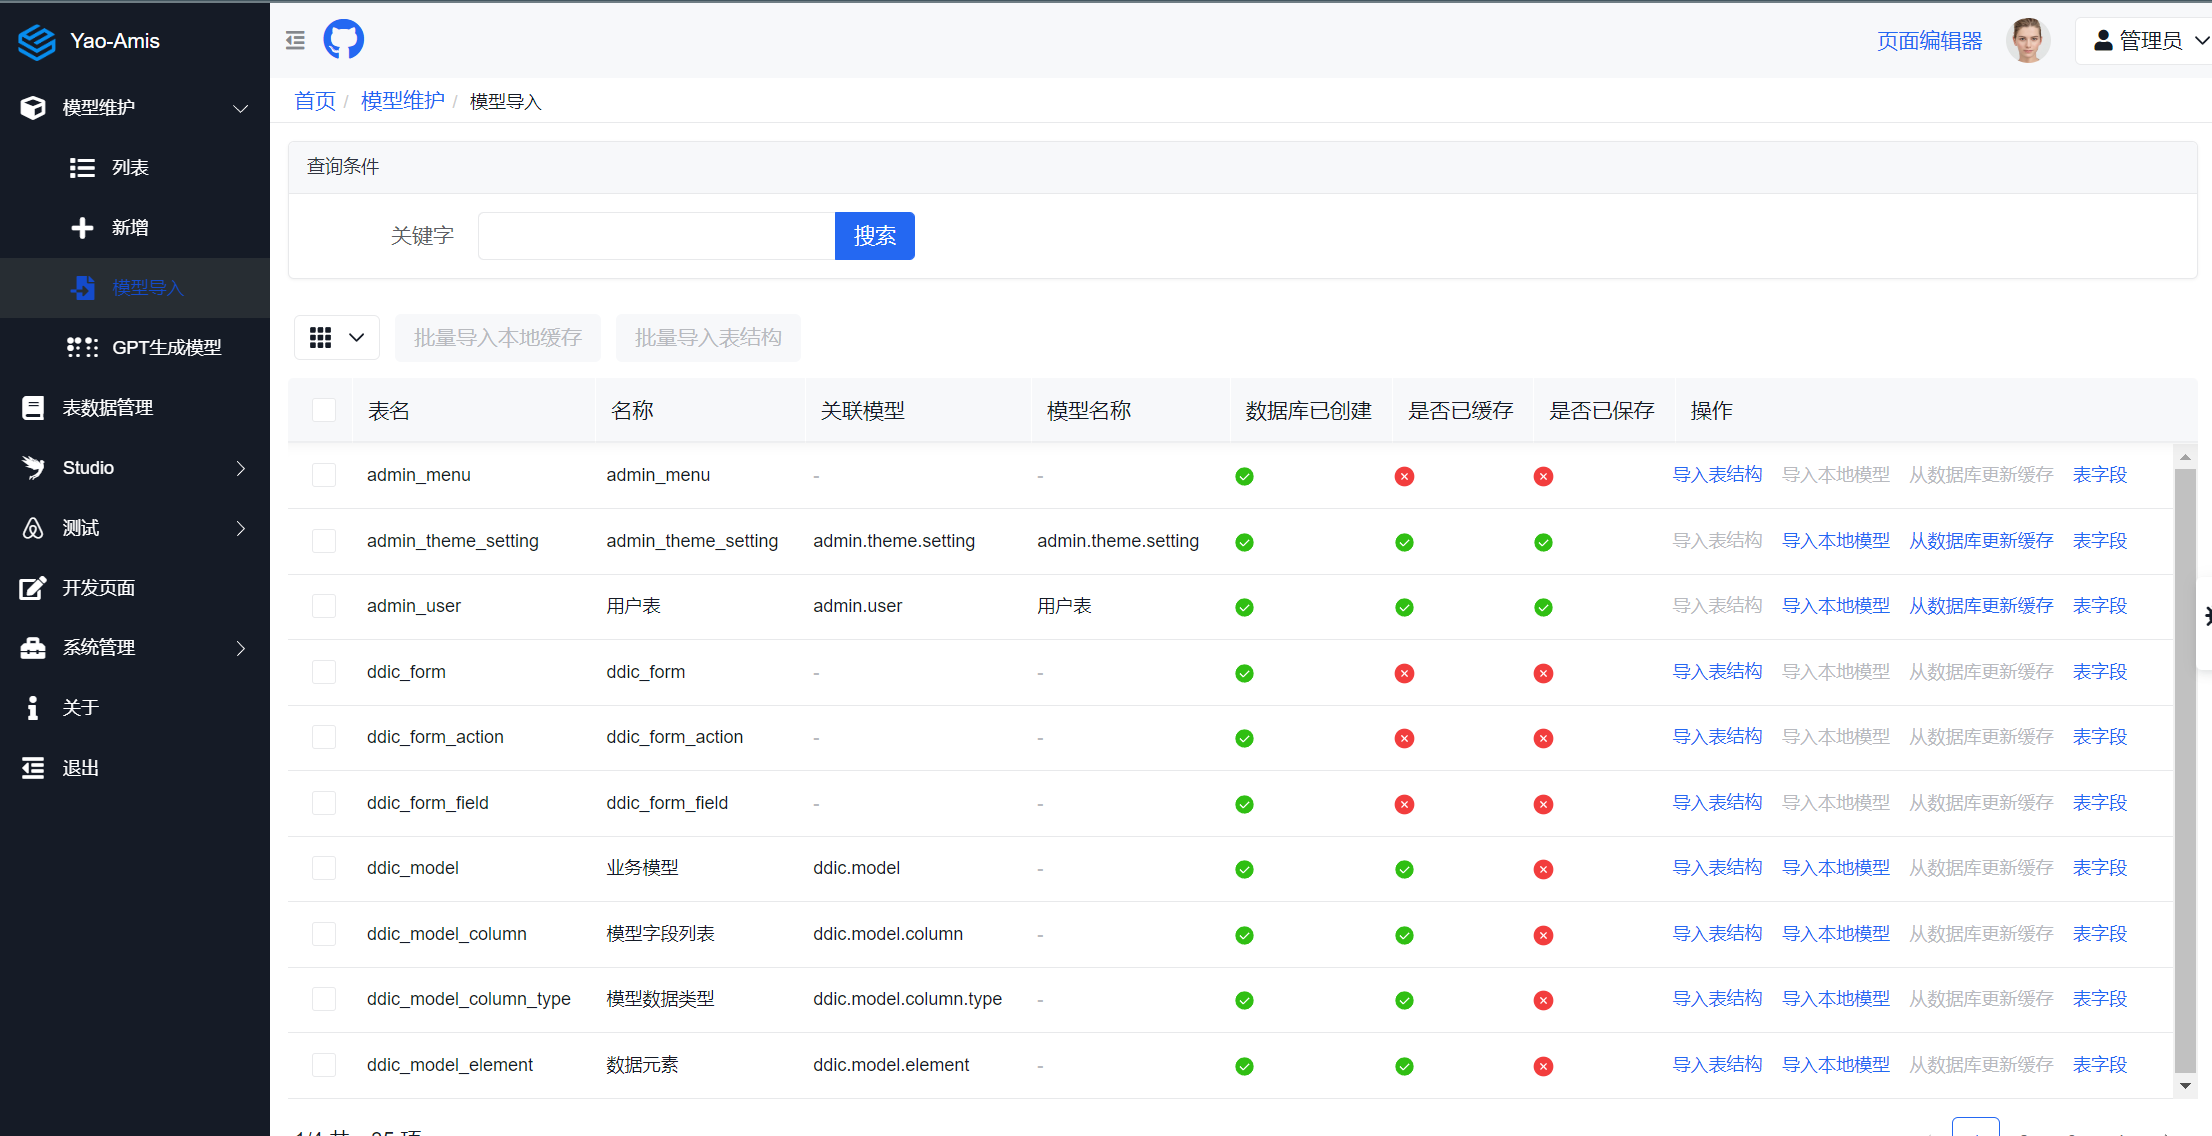 Yao-Amis
模型维护
列表
新增
模型导入
GPT生成模型
表数据管理
Studio
测试
开发页面
系统管理
关于
退出
页面编辑器 管理员
首页 / 模型维护 / 模型导入
查询条件
关键字 搜索
批量导入本地缓存 批量导入表结构
表名 名称 关联模型 模型名称 数据库已创建 是否已缓存 是否已保存 操作
admin_menu admin_menu - - 导入表结构 导入本地模型 从数据库更新缓存 表字段
admin_theme_setting admin_theme_setting admin.theme.setting admin.theme.setting 导入表结构 导入本地模型 从数据库更新缓存 表字段
admin_user 用户表 admin.user 用户表 导入表结构 导入本地模型 从数据库更新缓存 表字段
ddic_form ddic_form - - 导入表结构 导入本地模型 从数据库更新缓存 表字段
ddic_form_action ddic_form_action - - 导入表结构 导入本地模型 从数据库更新缓存 表字段
ddic_form_field ddic_form_field - - 导入表结构 导入本地模型 从数据库更新缓存 表字段
ddic_model 业务模型 ddic.model - 导入表结构 导入本地模型 从数据库更新缓存 表字段
ddic_model_column 模型字段列表 ddic.model.column - 导入表结构 导入本地模型 从数据库更新缓存 表字段
ddic_model_column_type 模型数据类型 ddic.model.column.type - 导入表结构 导入本地模型 从数据库更新缓存 表字段
ddic_model_element 数据元素 ddic.model.element - 导入表结构 导入本地模型 从数据库更新缓存 表字段